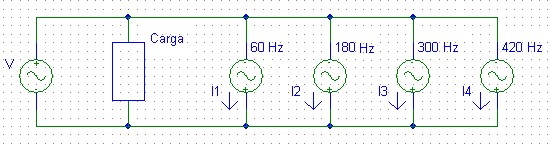 60 Hz 180 Hz 300 Hz 420 Hz
Carga
V
I1 I2 I3 I4